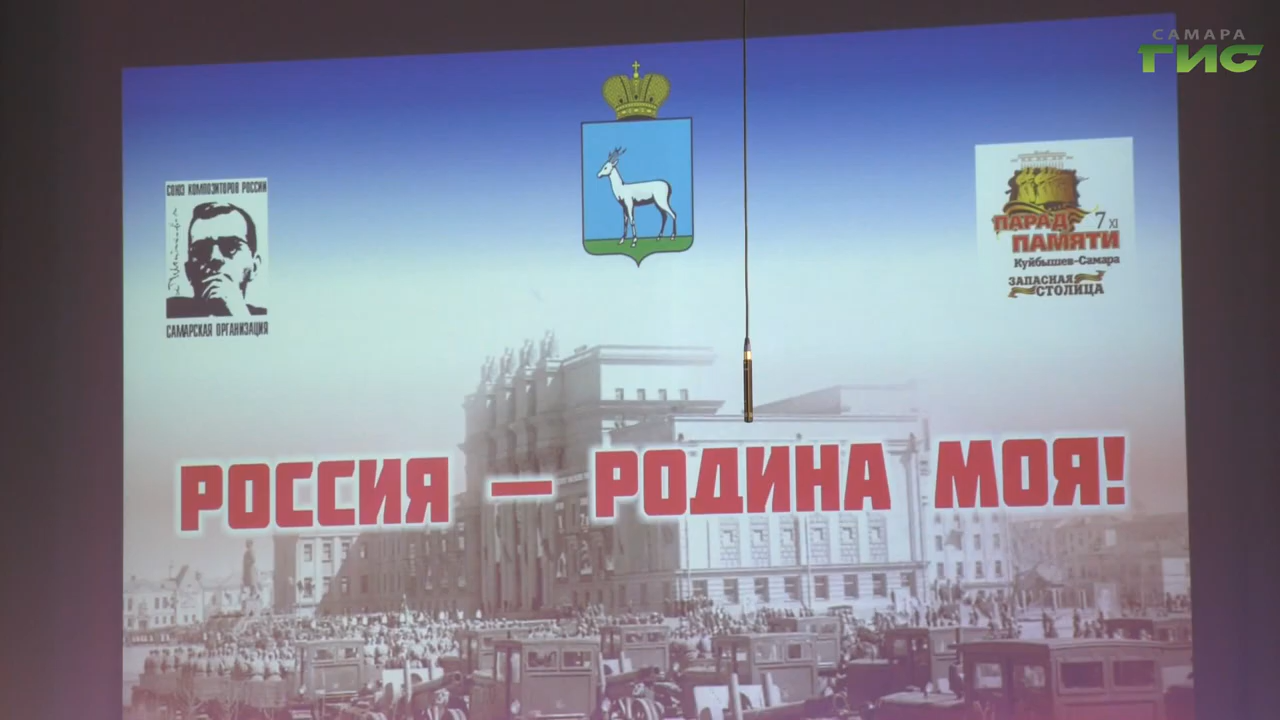 САМАРА
ГИС
СОЮЗ КОМПОЗИТОРОВ РОССИИ
САМАРСКАЯ ОРГАНИЗАЦИЯ
ПАРАД 7 XI
ПАМЯТИ
Куйбышев-Самара
ЗАПАСНАЯ
СТОЛИЦА
РОССИЯ — РОДИНА МОЯ!